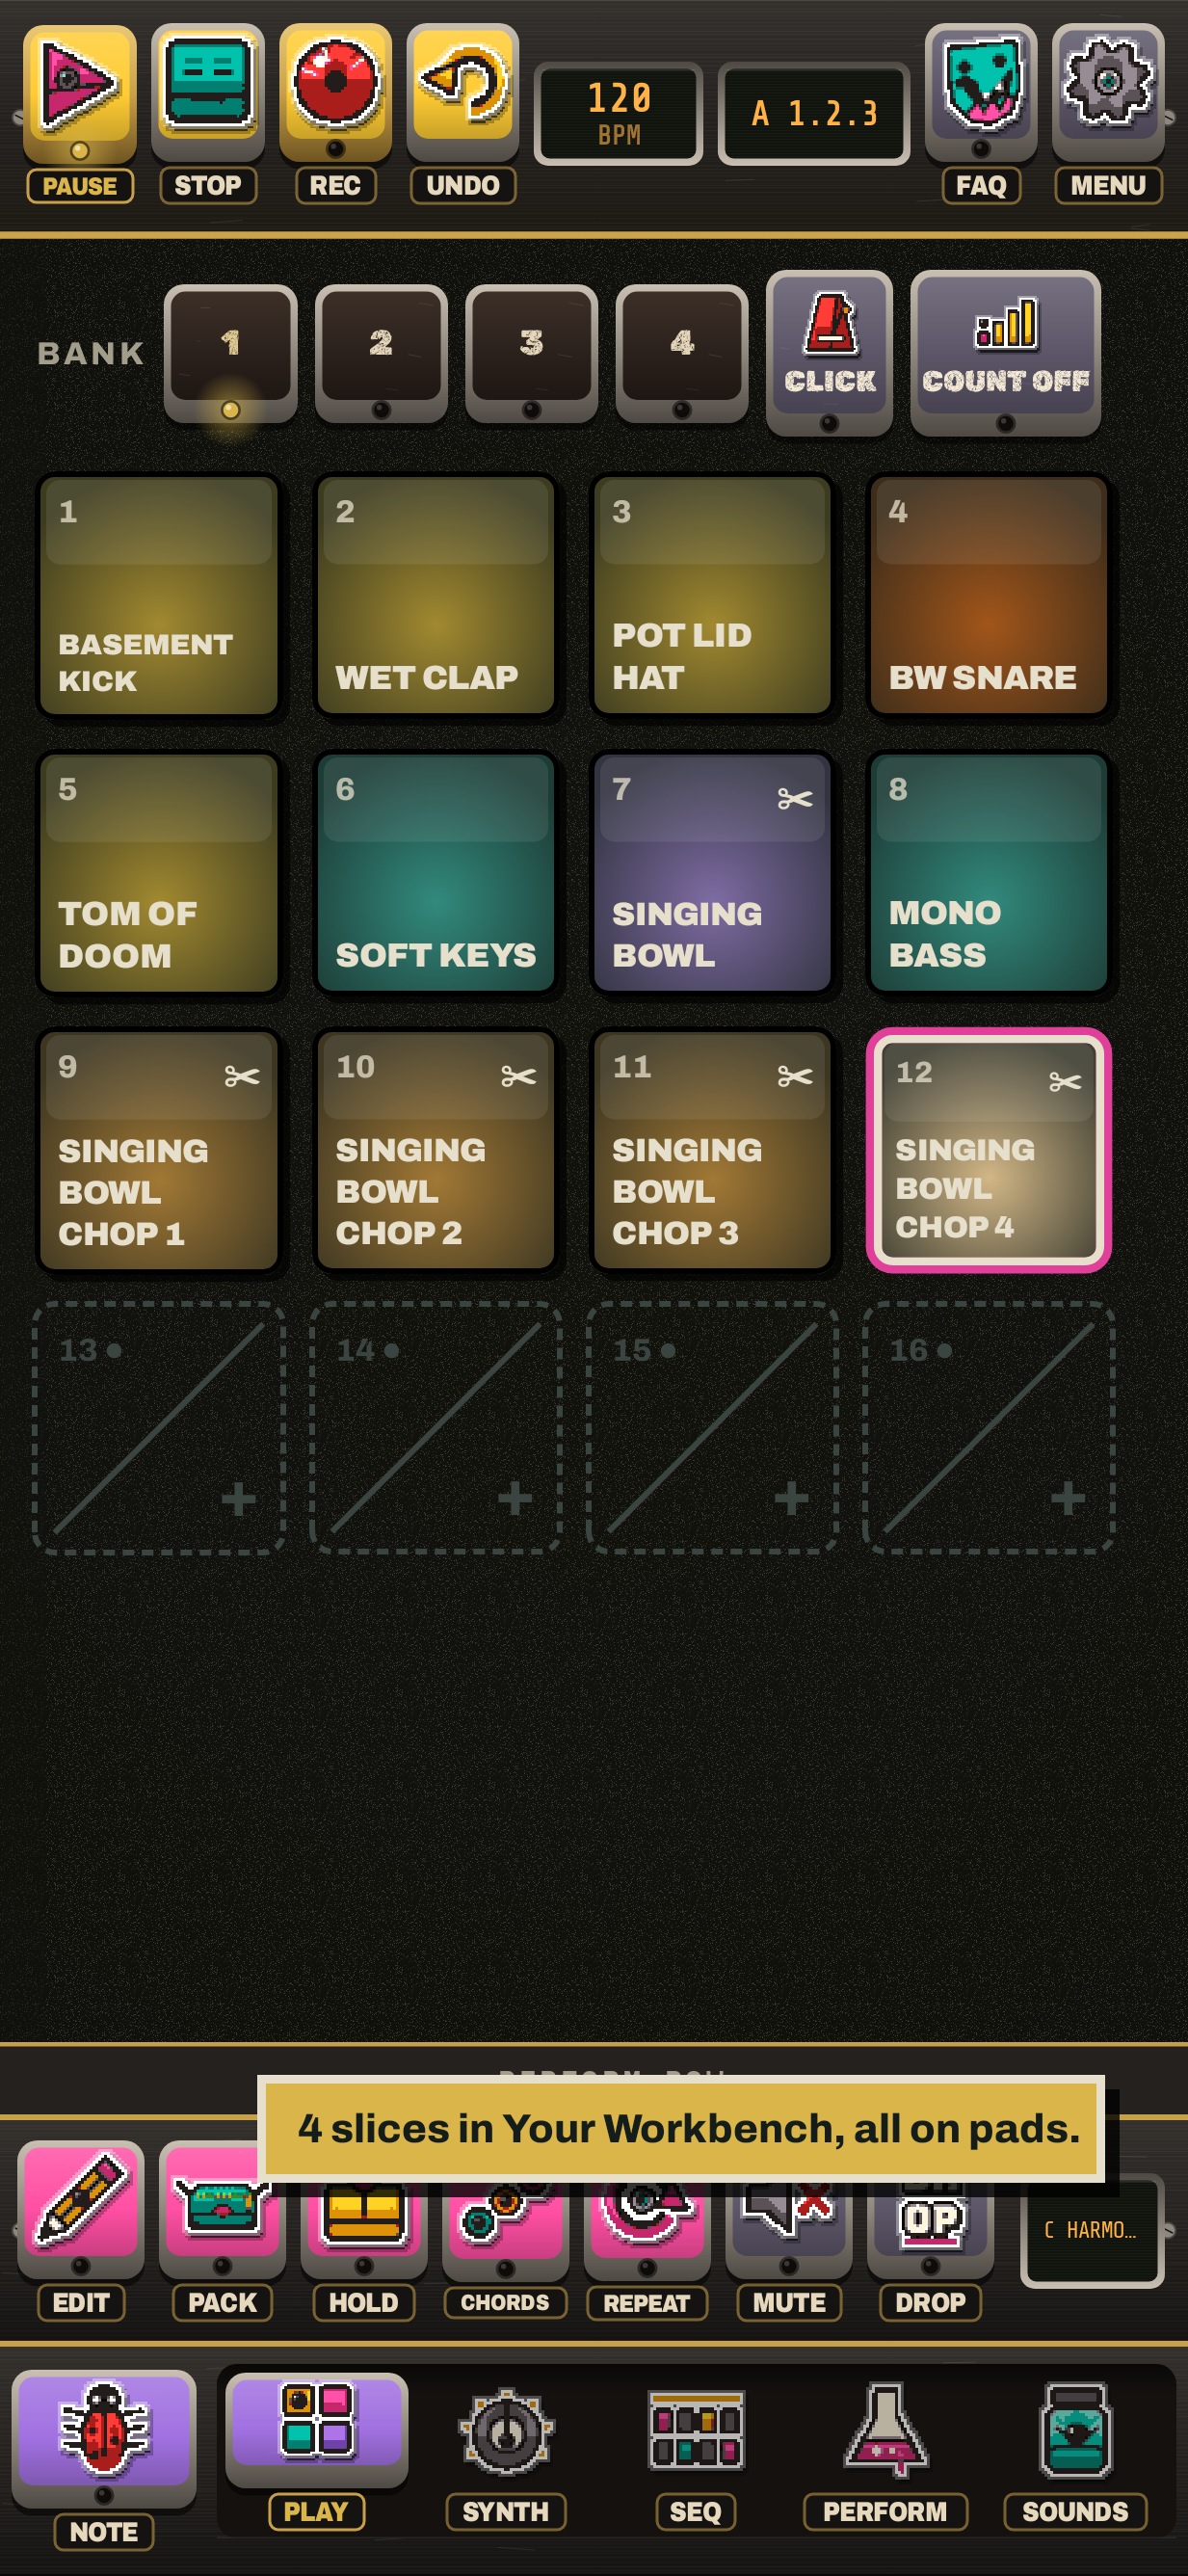 PAUSE
STOP
REC
UNDO
120
BPM
A 1.2.3
FAQ
MENU
BANK
1
2
3
4
CLICK
COUNT OFF
1
BASEMENT
KICK
2
WET CLAP
3
POT LID
HAT
4
BW SNARE
5
TOM OF
DOOM
6
SOFT KEYS
7
SINGING
BOWL
8
MONO
BASS
9
SINGING
BOWL
CHOP 1
10
SINGING
BOWL
CHOP 2
11
SINGING
BOWL
CHOP 3
12
SINGING
BOWL
CHOP 4
13
14
15
16
4 slices in Your Workbench, all on pads.
OP
C HARMO...
EDIT
PACK
HOLD
CHORDS
REPEAT
MUTE
DROP
NOTE
PLAY
SYNTH
SEQ
PERFORM
SOUNDS